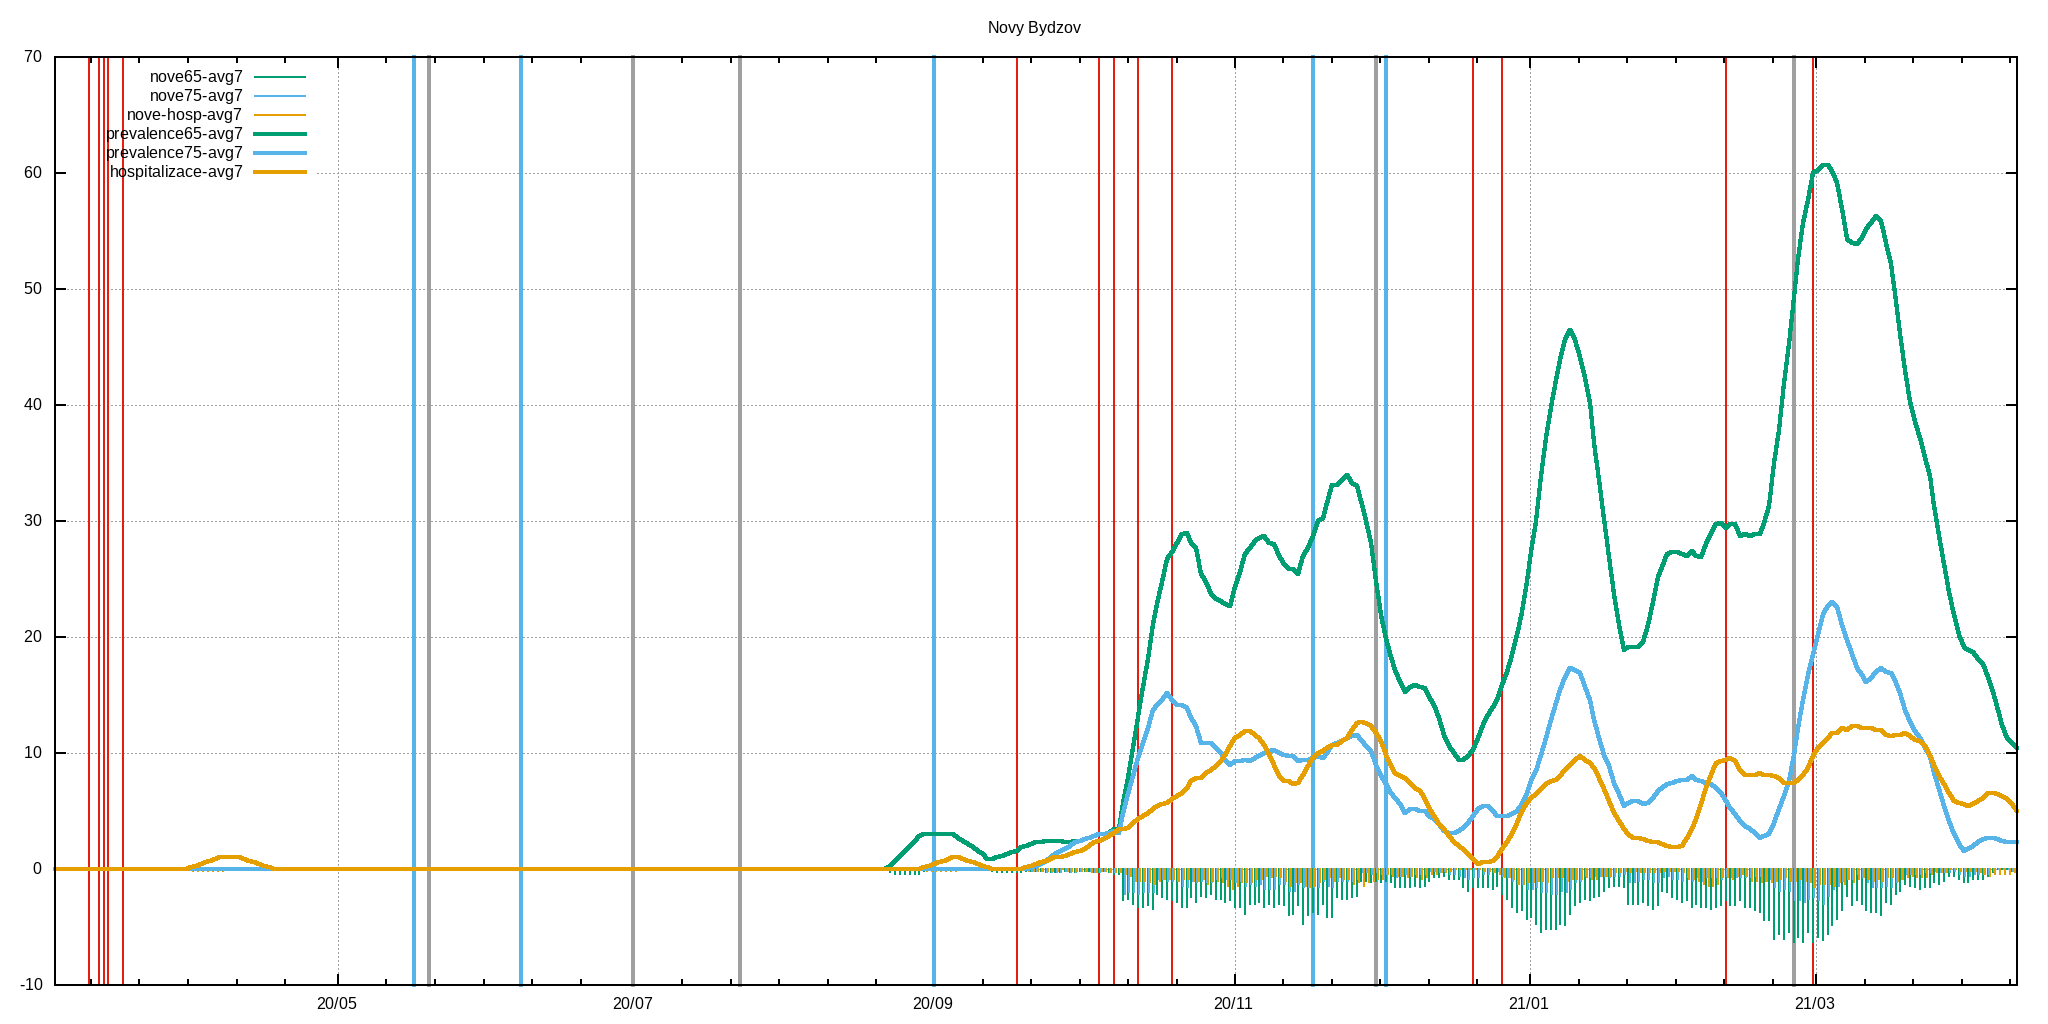 Novy Bydzov
70
60
50
40
30
20
10
0
-10
nove65-avg7
nove75-avg7
nove-hosp-avg7
prevalence65-avg7
prevalence75-avg7
hospitalizace-avg7
20/05 20/07 20/09 20/11 21/01 21/03